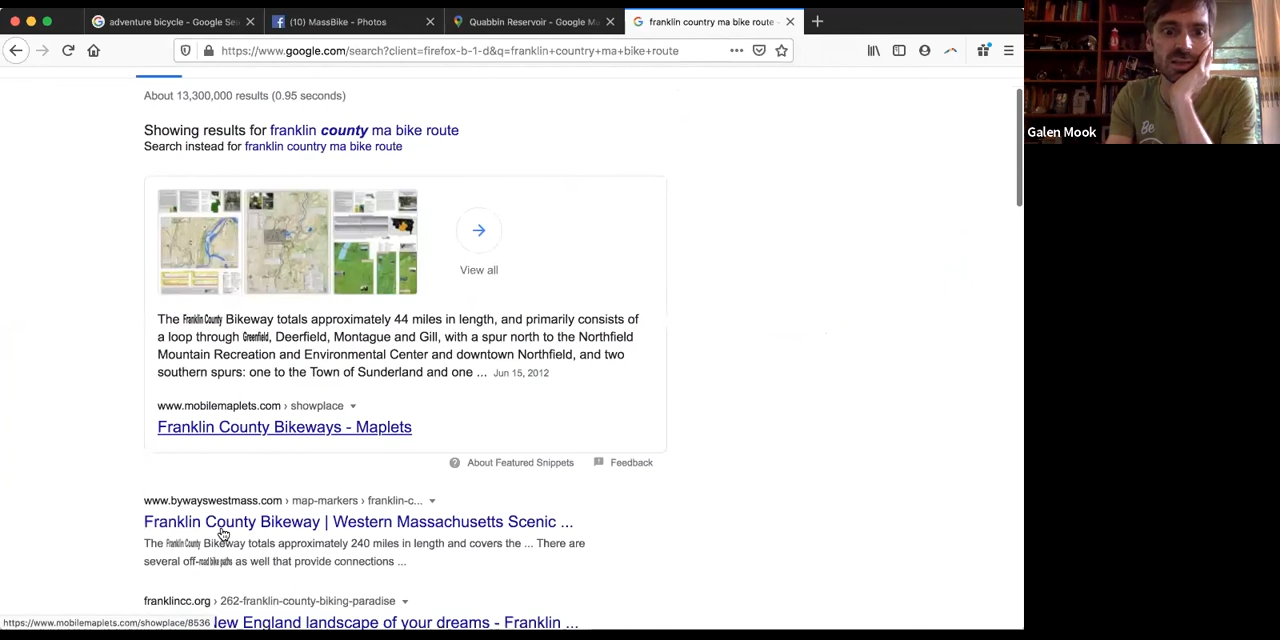 adventure bicycle - Google Se
(10) MassBike - Photos
Quabbin Reservoir - Google M
franklin country ma bike route -
https://www.google.com/search?client=firefox-b-1-d&q=franklin+country+ma+bike+route
About 13,300,000 results (0.95 seconds)
Showing results for franklin county ma bike route
Search instead for franklin country ma bike route
View all
The Franklin County Bikeway totals approximately 44 miles in length, and primarily consists of
a loop through Greenfield, Deerfield, Montague and Gill, with a spur north to the Northfield
Mountain Recreation and Environmental Center and downtown Northfield, and two
southern spurs: one to the Town of Sunderland and one ... Jun 15, 2012
www.mobilemaplets.com › showplace
Franklin County Bikeways - Maplets
About Featured Snippets
Feedback
www.bywayswestmass.com › map-markers › franklin-c...
Franklin County Bikeway | Western Massachusetts Scenic ...
The Franklin County Bikeway totals approximately 240 miles in length and covers the ... There are
several off-road bike paths as well that provide connections ...
franklincc.org › 262-franklin-county-biking-paradise
New England landscape of your dreams - Franklin ...
https://www.mobilemaplets.com/showplace/8536
Galen Mook
Be